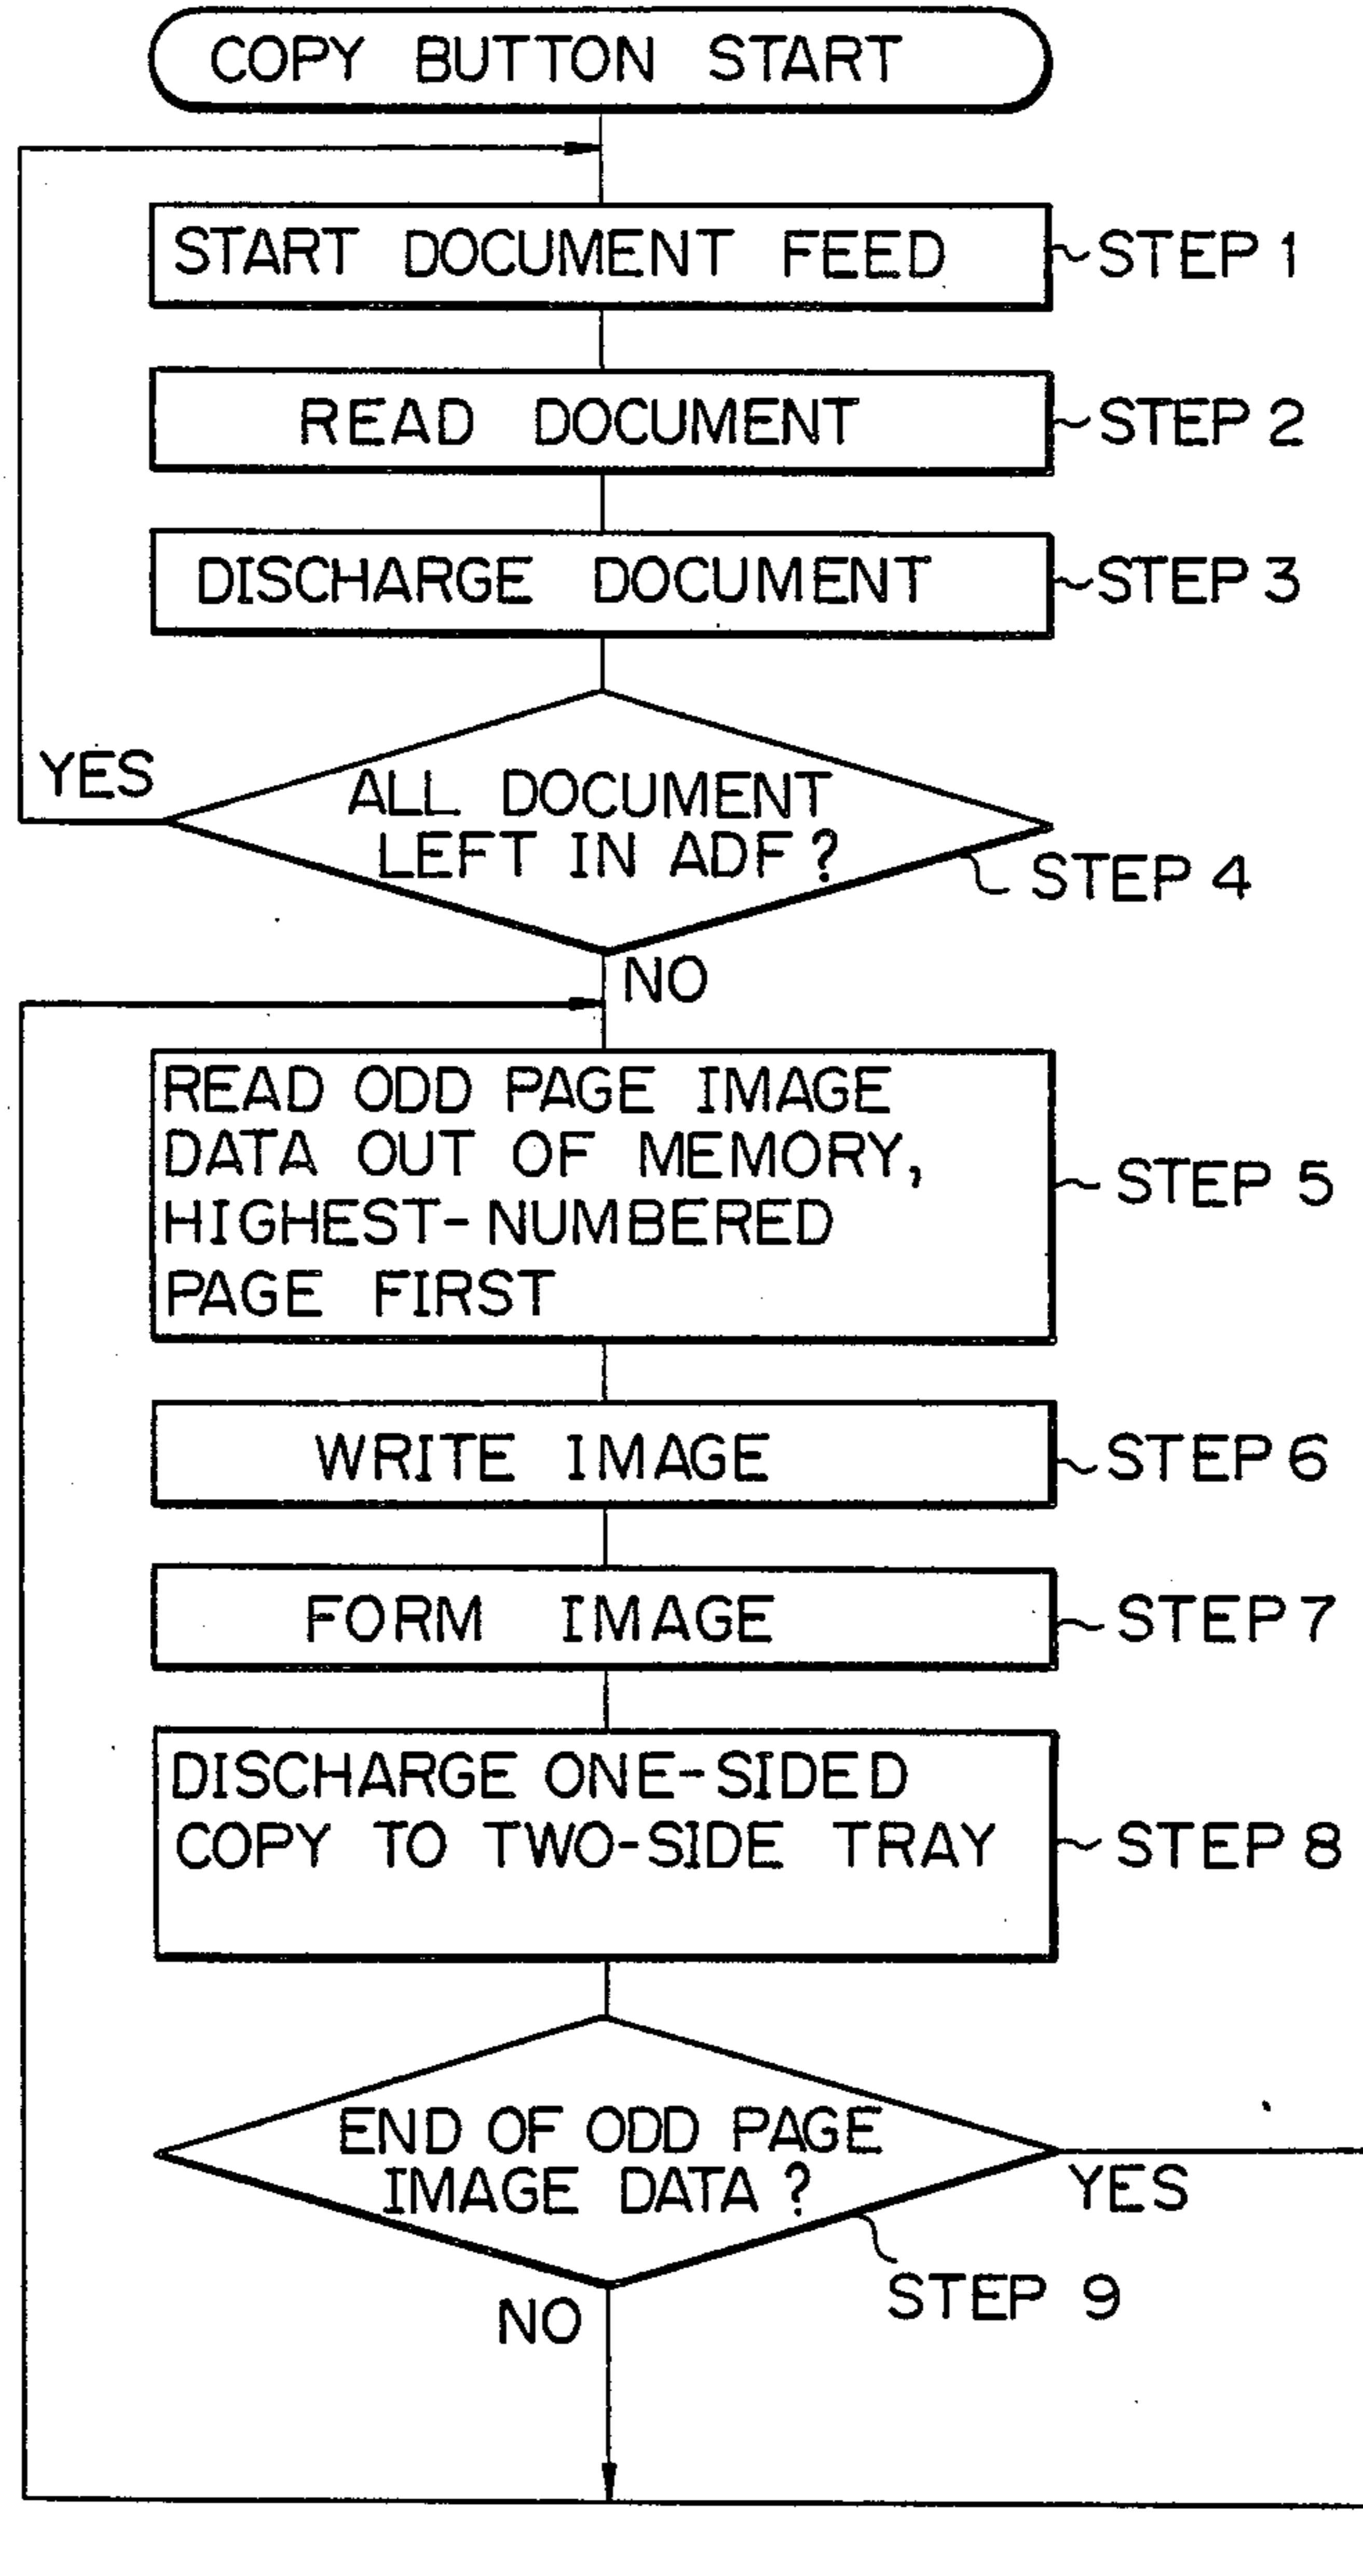 COPY BUTTON START
START DOCUMENT FEED
STEP 1
READ DOCUMENT
STEP 2
DISCHARGE DOCUMENT
STEP 3
YES
ALL DOCUMENT
LEFT IN ADF?
STEP 4
NO
READ ODD PAGE IMAGE
DATA OUT OF MEMORY,
HIGHEST-NUMBERED
PAGE FIRST
STEP 5
WRITE IMAGE
STEP 6
FORM IMAGE
STEP 7
DISCHARGE ONE-SIDED
COPY TO TWO-SIDE TRAY
STEP 8
END OF ODD PAGE
IMAGE DATA?
YES
STEP 9
NO